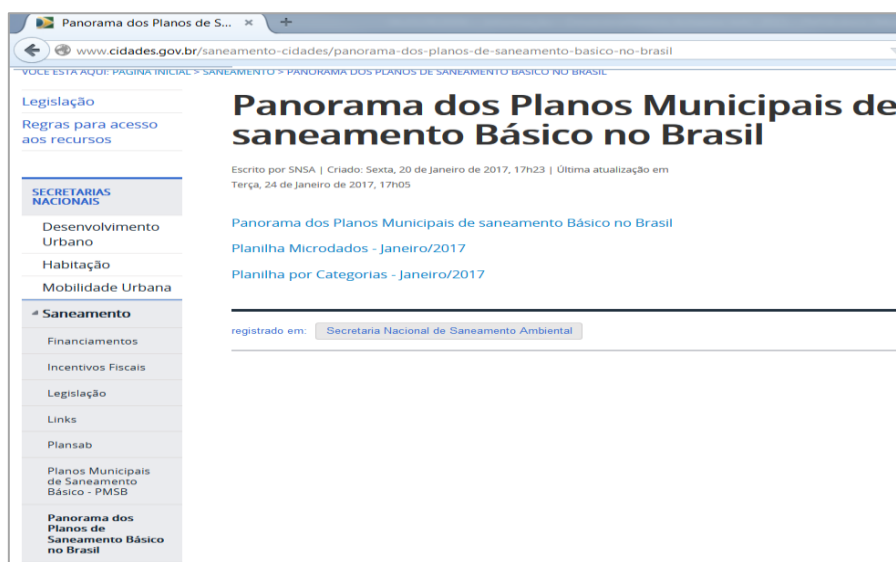 Panorama dos Planos de S... × +
www.cidades.gov.br/saneamento-cidades/panorama-dos-planos-de-saneamento-basico-no-brasil
VOCÊ ESTÁ AQUI: PÁGINA INICIAL > SANEAMENTO > PANORAMA DOS PLANOS DE SANEAMENTO BÁSICO NO BRASIL
Legislação
Regras para acesso
aos recursos
SECRETARIAS
NACIONAIS
Desenvolvimento
Urbano
Habitação
Mobilidade Urbana
Saneamento
Financiamentos
Incentivos Fiscais
Legislação
Links
Plansab
Planos Municipais
de Saneamento
Básico - PMSB
Panorama dos
Planos de
Saneamento Básico
no Brasil
Panorama dos Planos Municipais de
saneamento Básico no Brasil
Escrito por SNSA | Criado: Sexta, 20 de Janeiro de 2017, 17h23 | Última atualização em
Terça, 24 de Janeiro de 2017, 17h05
Panorama dos Planos Municipais de saneamento Básico no Brasil
Planilha Microdados - Janeiro/2017
Planilha por Categorias - Janeiro/2017
registrado em: Secretaria Nacional de Saneamento Ambiental